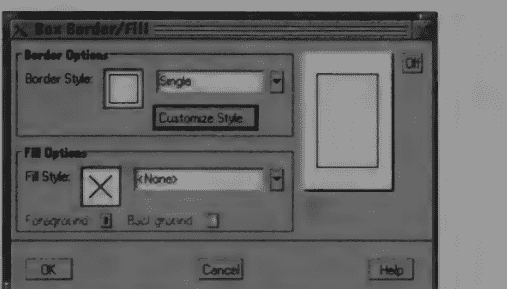 Box Border/Fill
Border Options
Off
Border Style: Single
Customize Style
Fill Options
Fill Style: <None>
Foreground Background
OK Cancel Help